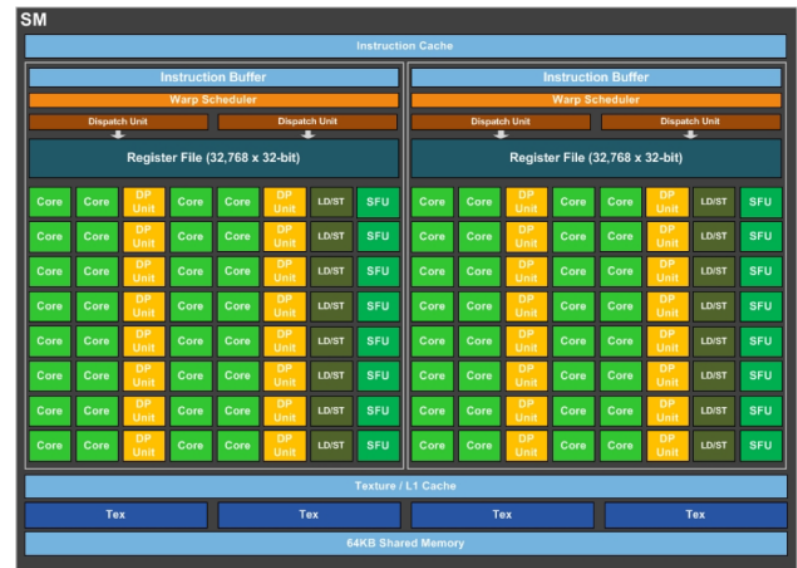 SM
Instruction Cache
Instruction Buffer Instruction Buffer
Warp Scheduler Warp Scheduler
Dispatch Unit Dispatch Unit Dispatch Unit Dispatch Unit
Register File (32,768 x 32-bit) Register File (32,768 x 32-bit)
Core Core DP Unit Core Core DP Unit LD/ST SFU Core Core DP Unit Core Core DP Unit LD/ST SFU
Core Core DP Unit Core Core DP Unit LD/ST SFU Core Core DP Unit Core Core DP Unit LD/ST SFU
Core Core DP Unit Core Core DP Unit LD/ST SFU Core Core DP Unit Core Core DP Unit LD/ST SFU
Core Core DP Unit Core Core DP Unit LD/ST SFU Core Core DP Unit Core Core DP Unit LD/ST SFU
Core Core DP Unit Core Core DP Unit LD/ST SFU Core Core DP Unit Core Core DP Unit LD/ST SFU
Core Core DP Unit Core Core DP Unit LD/ST SFU Core Core DP Unit Core Core DP Unit LD/ST SFU
Core Core DP Unit Core Core DP Unit LD/ST SFU Core Core DP Unit Core Core DP Unit LD/ST SFU
Core Core DP Unit Core Core DP Unit LD/ST SFU Core Core DP Unit Core Core DP Unit LD/ST SFU
Texture / L1 Cache
Tex Tex Tex Tex
64KB Shared Memory